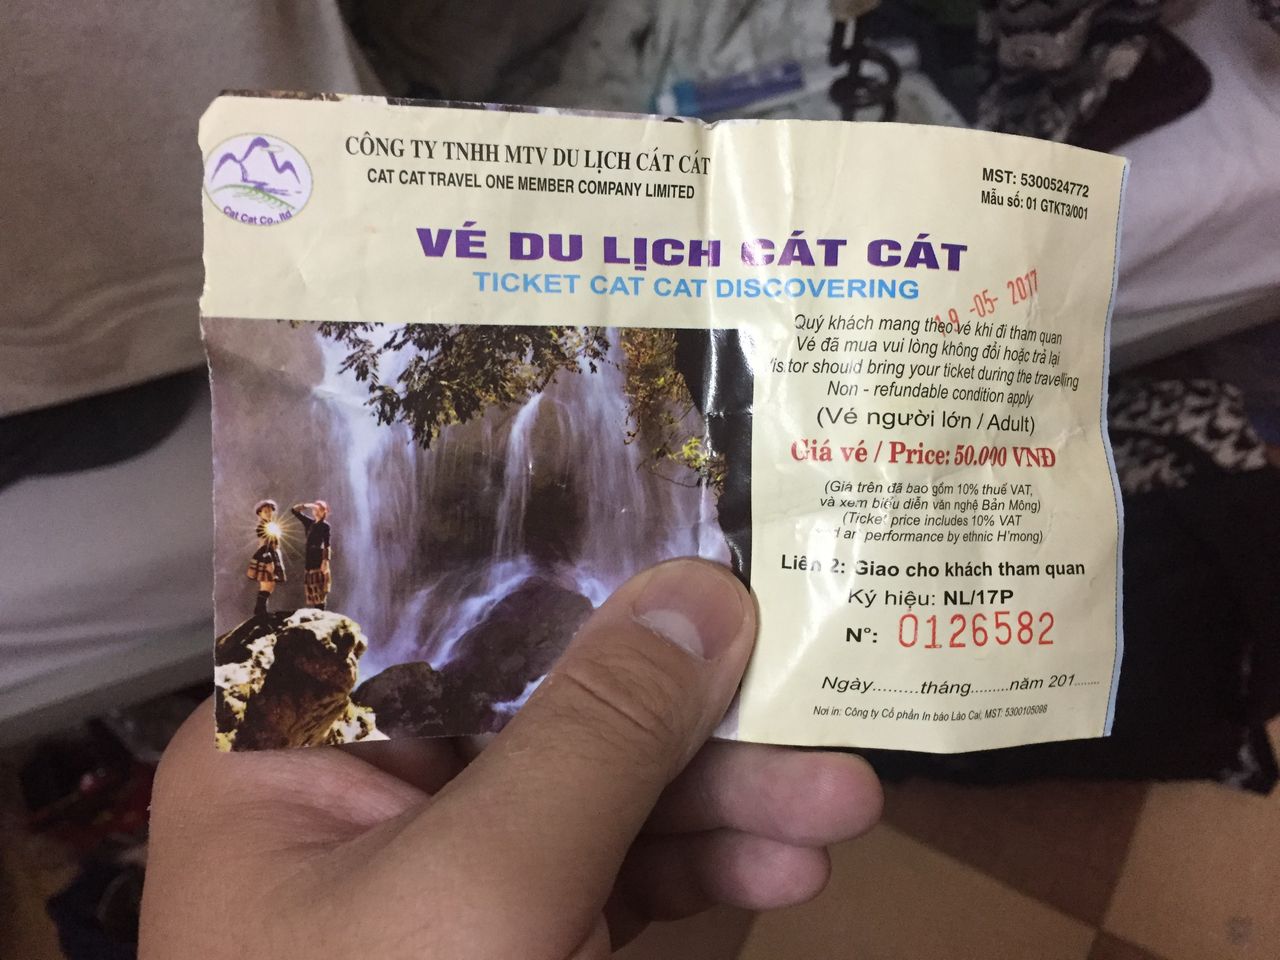 Cat Cat Co., ltd
CÔNG TY TNHH MTV DU LỊCH CÁT CÁT
CAT CAT TRAVEL ONE MEMBER COMPANY LIMITED
MST: 5300524772
Mẫu số: 01 GTKT3/001
VÉ DU LỊCH CÁT CÁT
TICKET CAT CAT DISCOVERING
19-05-2017
Quý khách mang theo vé khi đi tham quan
Vé đã mua vui lòng không đổi hoặc trả lại
Visitor should bring your ticket during the travelling
Non - refundable condition apply
(Vé người lớn / Adult)
Giá vé / Price: 50.000 VNĐ
(Giá trên đã bao gồm 10% thuế VAT,
và xem biểu diễn văn nghệ Bản Mông)
(Ticket price includes 10% VAT
and art performance by ethnic H'mong)
Liên 2: Giao cho khách tham quan
Ký hiệu: NL/17P
N°: 0126582
Ngày.........tháng.........năm 201........
Nơi in: Công ty Cổ phần In báo Lào Cai, MST: 5300105098